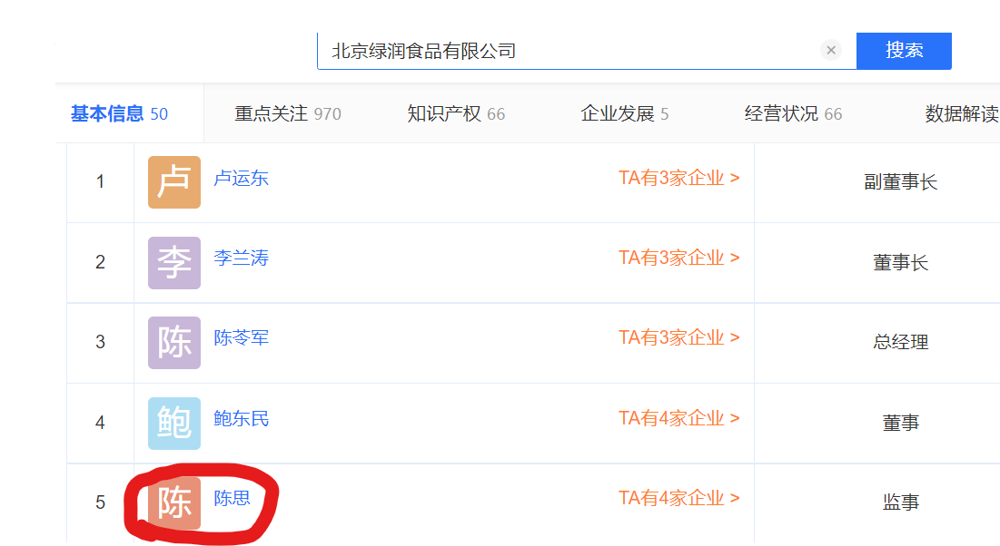 北京绿润食品有限公司 × 搜索
基本信息 50 重点关注 970 知识产权 66 企业发展 5 经营状况 66 数据解读
1 卢 卢运东 TA有3家企业 > 副董事长
2 李 李兰涛 TA有3家企业 > 董事长
3 陈 陈苓军 TA有3家企业 > 总经理
4 鲍 鲍东民 TA有4家企业 > 董事
5 陈 陈思 TA有4家企业 > 监事